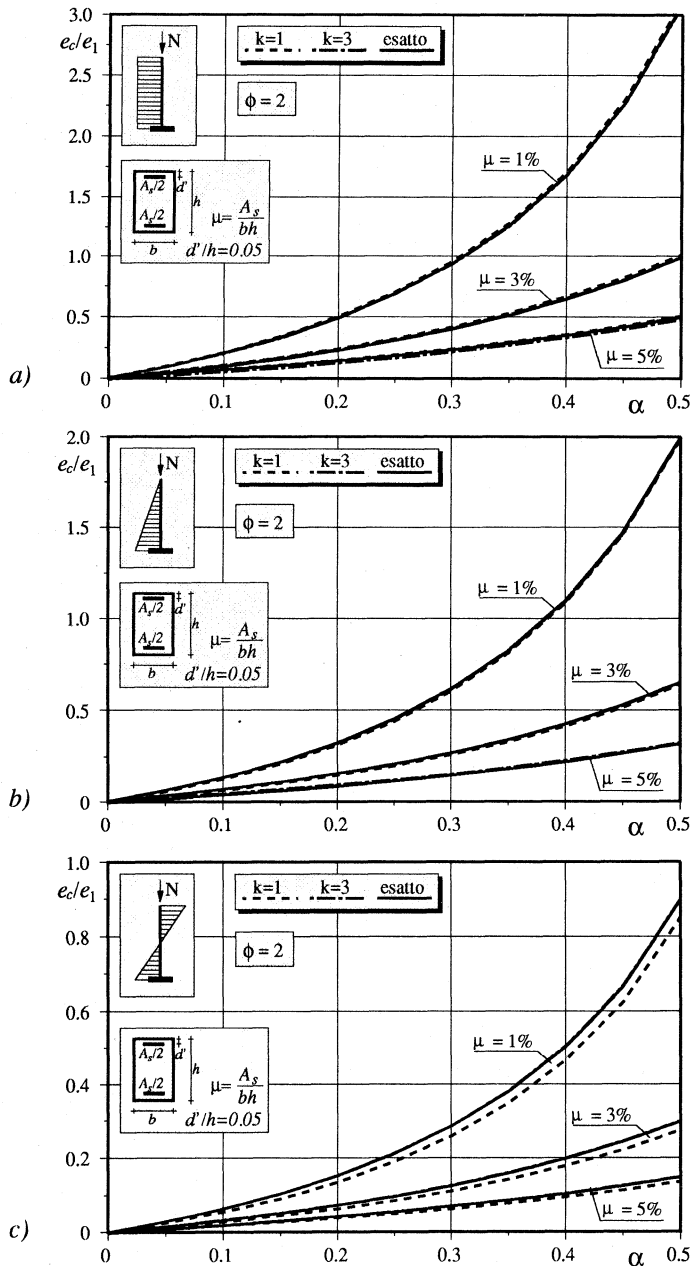 a)
e_c/e_1
3.0
2.5
2.0
1.5
1.0
0.5
0
N
k=1 k=3 esatto
ϕ = 2
A_s/2
A_s/2
d'
h
b
μ= A_s
bh
d'/h=0.05
μ = 1%
μ = 3%
μ = 5%
0.1 0.2 0.3 0.4 0.5
α
b)
e_c/e_1
2.0
1.5
1.0
0.5
0
N
k=1 k=3 esatto
ϕ = 2
A_s/2
A_s/2
d'
h
b
μ= A_s
bh
d'/h=0.05
μ = 1%
μ = 3%
μ = 5%
0 0.1 0.2 0.3 0.4 0.5
α
c)
e_c/e_1
1.0
0.8
0.6
0.4
0.2
0
N
k=1 k=3 esatto
ϕ = 2
A_s/2
A_s/2
d'
h
b
μ= A_s
bh
d'/h=0.05
μ = 1%
μ = 3%
μ = 5%
0 0.1 0.2 0.3 0.4 0.5
α